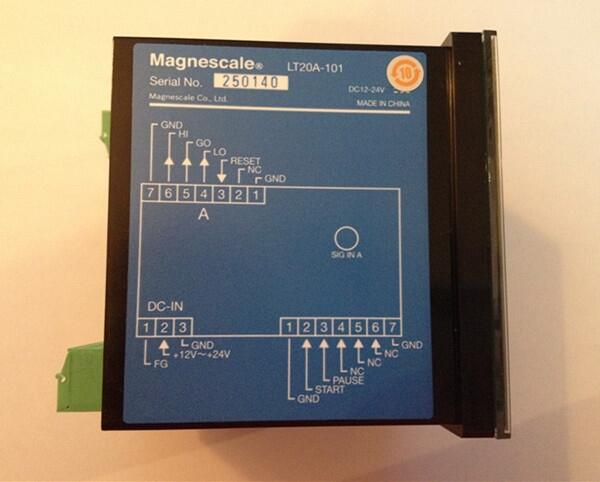 Magnescale® LT20A-101
Serial No. 250140
Magnescale Co., Ltd.
10
DC12-24V
MADE IN CHINA
GND
HI
GO
LO
RESET
NC
GND
7 6 5 4 3 2 1
A
SIG IN A
DC-IN
1 2 3
GND
+12V~+24V
FG
1 2 3 4 5 6 7
GND
NC
NC
NC
PAUSE
START
GND